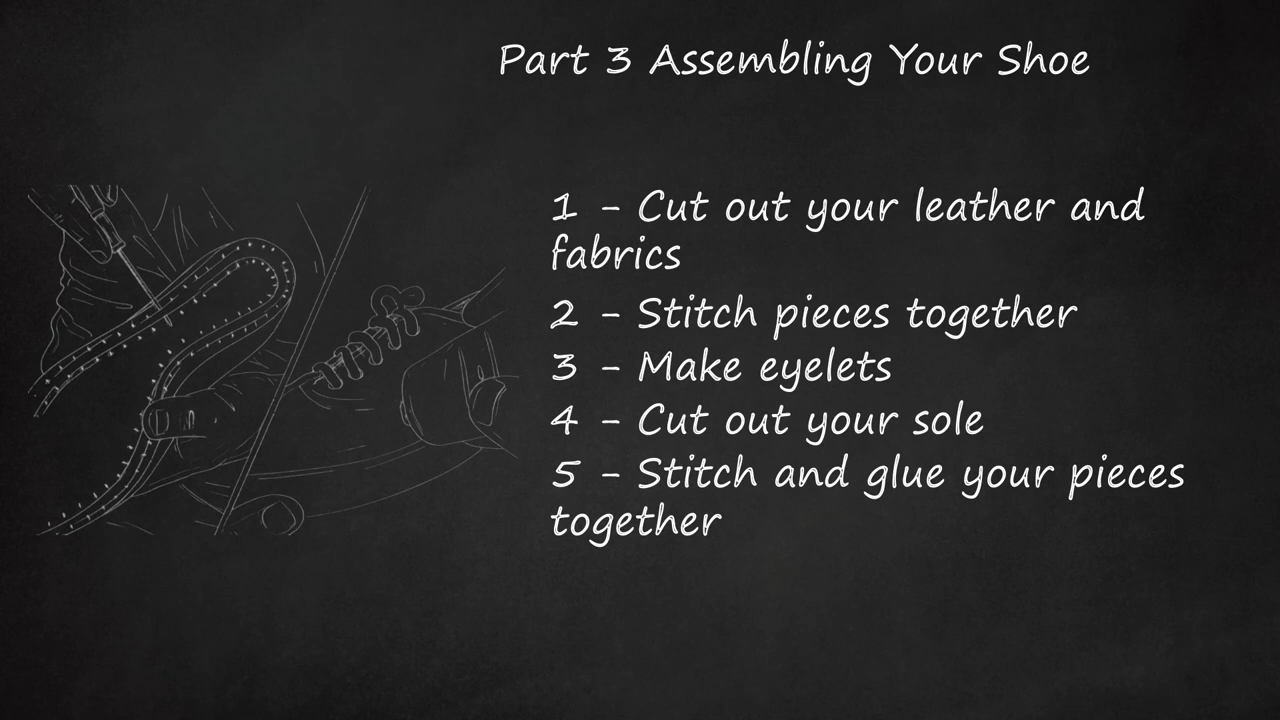 Part 3 Assembling Your Shoe
1 - Cut out your leather and
fabrics
2 - Stitch pieces together
3 - Make eyelets
4 - Cut out your sole
5 - Stitch and glue your pieces
together